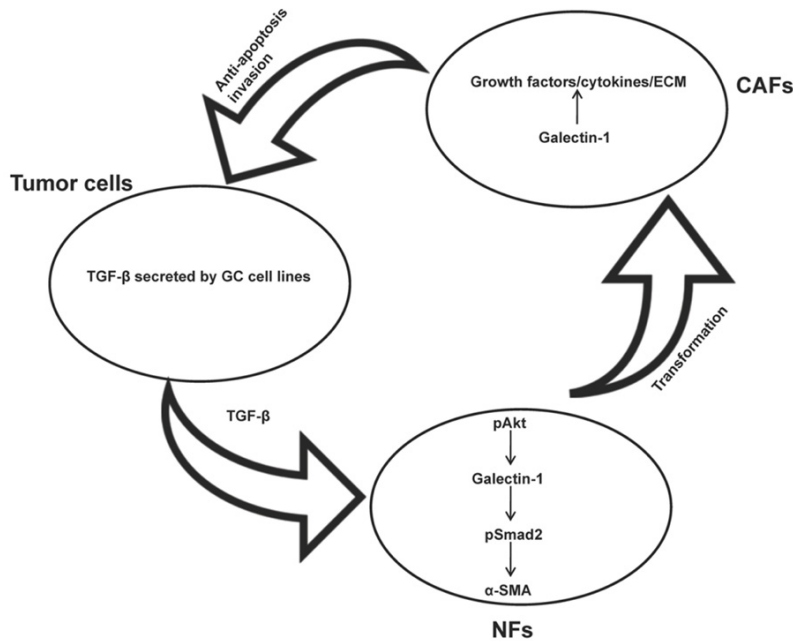 Anti-apoptosis
invasion
Growth factors/cytokines/ECM
CAFs
Galectin-1
Tumor cells
TGF-β secreted by GC cell lines
Transformation
TGF-β
pAkt
Galectin-1
pSmad2
α-SMA
NFs